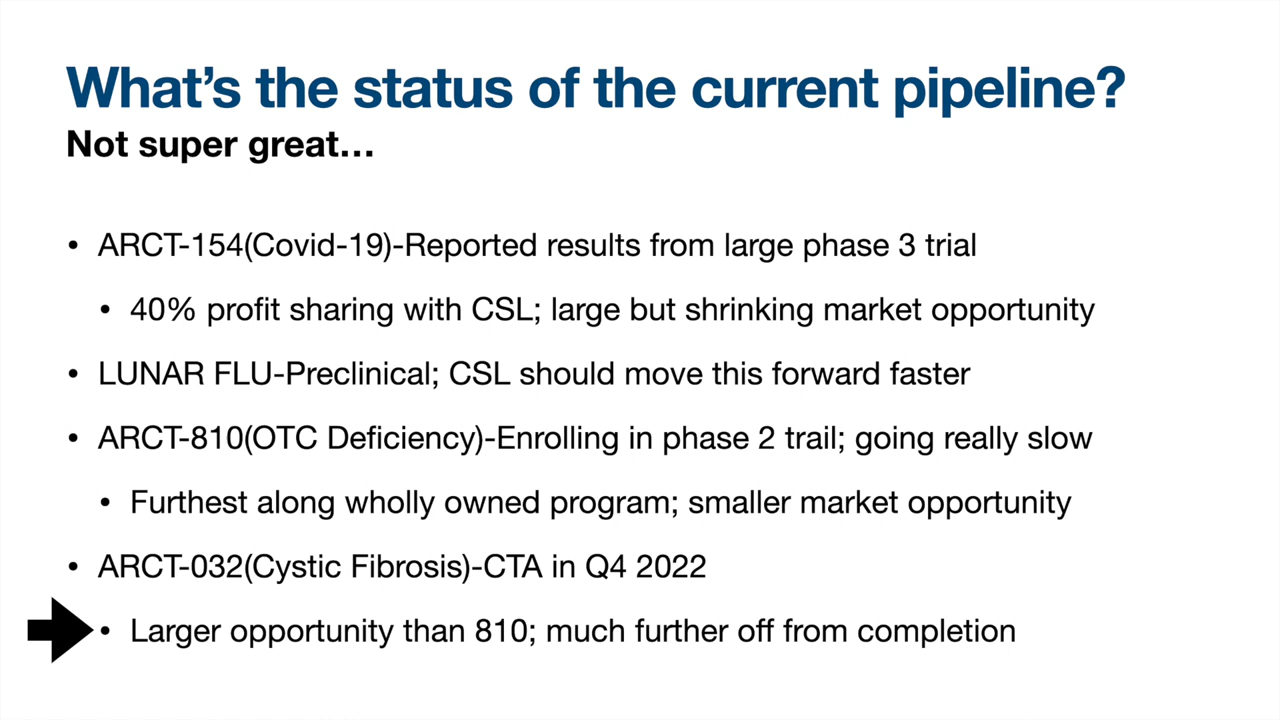 What's the status of the current pipeline?
Not super great…
• ARCT-154(Covid-19)-Reported results from large phase 3 trial
• 40% profit sharing with CSL; large but shrinking market opportunity
• LUNAR FLU-Preclinical; CSL should move this forward faster
• ARCT-810(OTC Deficiency)-Enrolling in phase 2 trail; going really slow
• Furthest along wholly owned program; smaller market opportunity
• ARCT-032(Cystic Fibrosis)-CTA in Q4 2022
• Larger opportunity than 810; much further off from completion